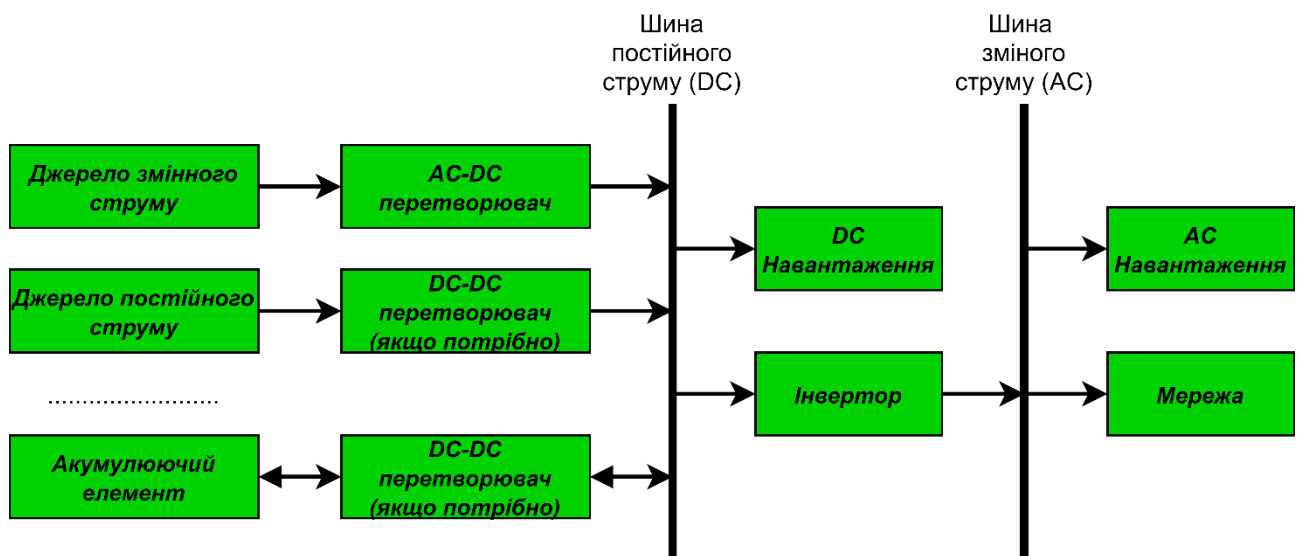 Шина
постійного
струму (DC)
Шина
зміного
струму (AC)
Джерело змінного
струму
AC-DC
перетворювач
DC
Навантаження
AC
Навантаження
Джерело постійного
струму
DC-DC
перетворювач
(якщо потрібно)
Інвертор
Мережа
.........................
Акумулюючий
елемент
DC-DC
перетворювач
(якщо потрібно)